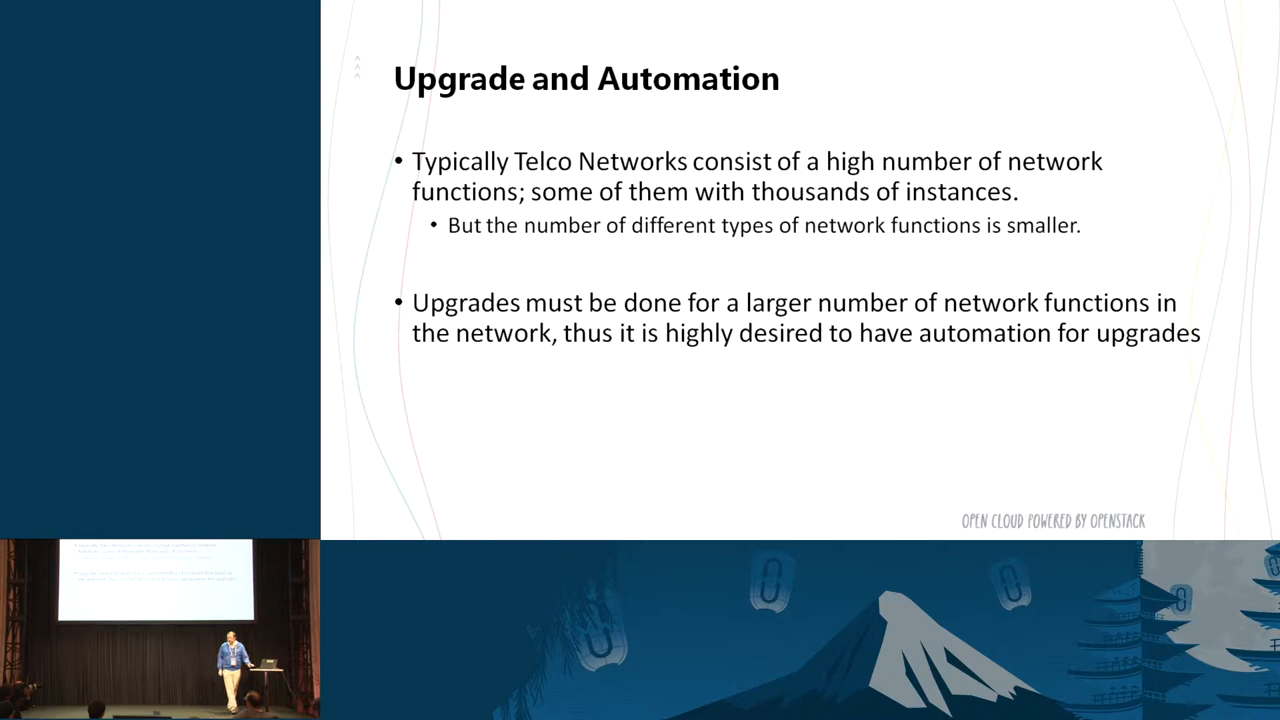 Upgrade and Automation
• Typically Telco Networks consist of a high number of network
functions; some of them with thousands of instances.
• But the number of different types of network functions is smaller.
• Upgrades must be done for a larger number of network functions in
the network, thus it is highly desired to have automation for upgrades
OPEN CLOUD POWERED BY OPENSTACK